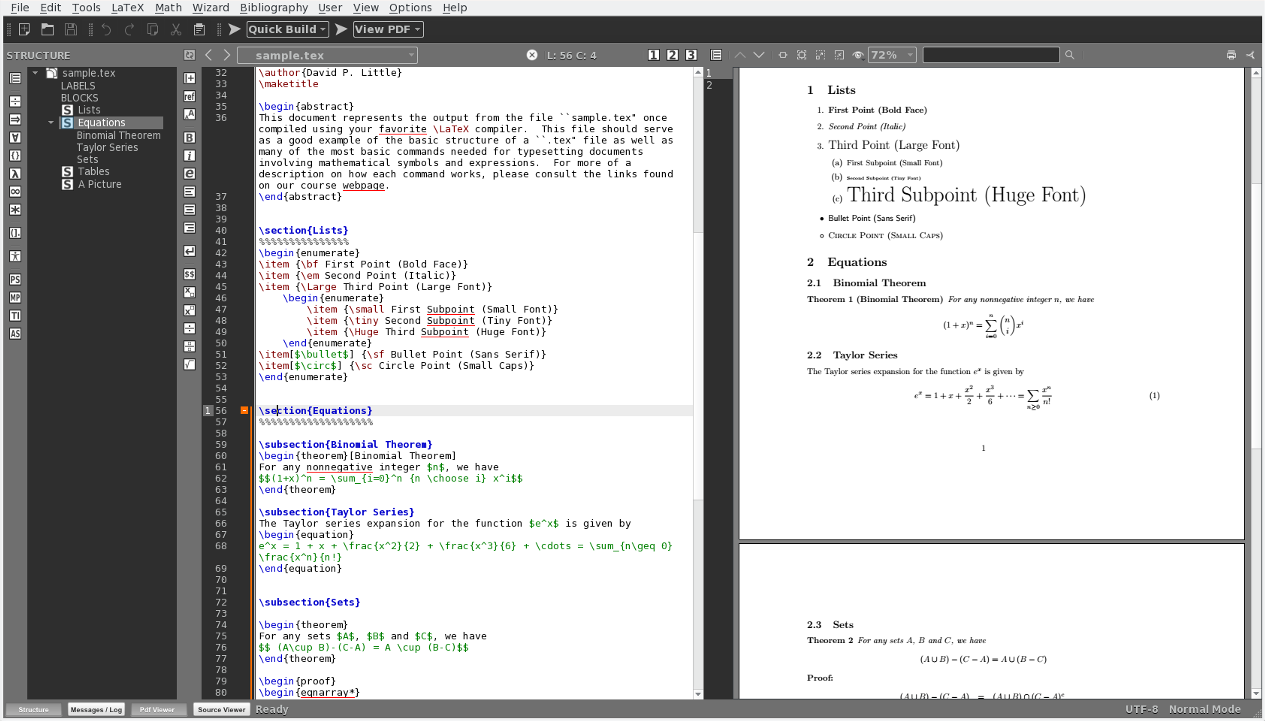 File Edit Tools LaTeX Math Wizard Bibliography User View Options Help
Quick Build View PDF
STRUCTURE sample.tex L: 56 C: 4 1 2 3 72%
sample.tex
LABELS
BLOCKS
Lists
Equations
Binomial Theorem
Taylor Series
Sets
Tables
A Picture
ref
PS
MP
TI
AS
$$
32 \author{David P. Little}
33 \maketitle
34
35 \begin{abstract}
36 This document represents the output from the file ``sample.tex" once
compiled using your favorite \LaTeX compiler.  This file should serve
as a good example of the basic structure of a ``.tex" file as well as
many of the most basic commands needed for typesetting documents
involving mathematical symbols and expressions.  For more of a
description on how each command works, please consult the links found
on our course webpage.
37 \end{abstract}
38
39
40 \section{Lists}
41 %%%%%%%%%%%%%%%
42 \begin{enumerate}
43 \item {\bf First Point (Bold Face)}
44 \item {\em Second Point (Italic)}
45 \item {\Large Third Point (Large Font)}
46     \begin{enumerate}
47         \item {\small First Subpoint (Small Font)}
48         \item {\tiny Second Subpoint (Tiny Font)}
49         \item {\Huge Third Subpoint (Huge Font)}
50     \end{enumerate}
51 \item[$\bullet$] {\sf Bullet Point (Sans Serif)}
52 \item[$\circ$] {\sc Circle Point (Small Caps)}
53 \end{enumerate}
54
55
1 56 \section{Equations}
57 %%%%%%%%%%%%%%%%%%%
58
59 \subsection{Binomial Theorem}
60 \begin{theorem}[Binomial Theorem]
61 For any nonnegative integer $n$, we have
62 $$(1+x)^n = \sum_{i=0}^n {n \choose i} x^i$$
63 \end{theorem}
64
65 \subsection{Taylor Series}
66 The Taylor series expansion for the function $e^x$ is given by
67 \begin{equation}
68 e^x = 1 + x + \frac{x^2}{2} + \frac{x^3}{6} + \cdots = \sum_{n\geq 0}
\frac{x^n}{n!}
69 \end{equation}
70
71
72 \subsection{Sets}
73
74 \begin{theorem}
75 For any sets $A$, $B$ and $C$, we have
76 $$ (A\cup B)-(C-A) = A \cup (B-C)$$
77 \end{theorem}
78
79 \begin{proof}
80 \begin{eqnarray*}
1
2
1 Lists
1. First Point (Bold Face)
2. Second Point (Italic)
3. Third Point (Large Font)
(a) First Subpoint (Small Font)
(b) Second Subpoint (Tiny Font)
(c) Third Subpoint (Huge Font)
• Bullet Point (Sans Serif)
∘ Circle Point (Small Caps)
2 Equations
2.1 Binomial Theorem
Theorem 1 (Binomial Theorem) For any nonnegative integer n, we have
(1 + x)^n = ∑_{i=0}^n (n i) x^i
2.2 Taylor Series
The Taylor series expansion for the function e^x is given by
e^x = 1 + x + x^2/2 + x^3/6 + ⋯ = ∑_{n≥0} x^n/n! (1)
1
2.3 Sets
Theorem 2 For any sets A, B and C, we have
(A ∪ B) − (C − A) = A ∪ (B − C)
Proof:
(A ∪ B) − (C − A) = (A ∪ B) ∩ (C − A)^c
Structure Messages / Log Pdf Viewer Source Viewer Ready UTF-8 Normal Mode